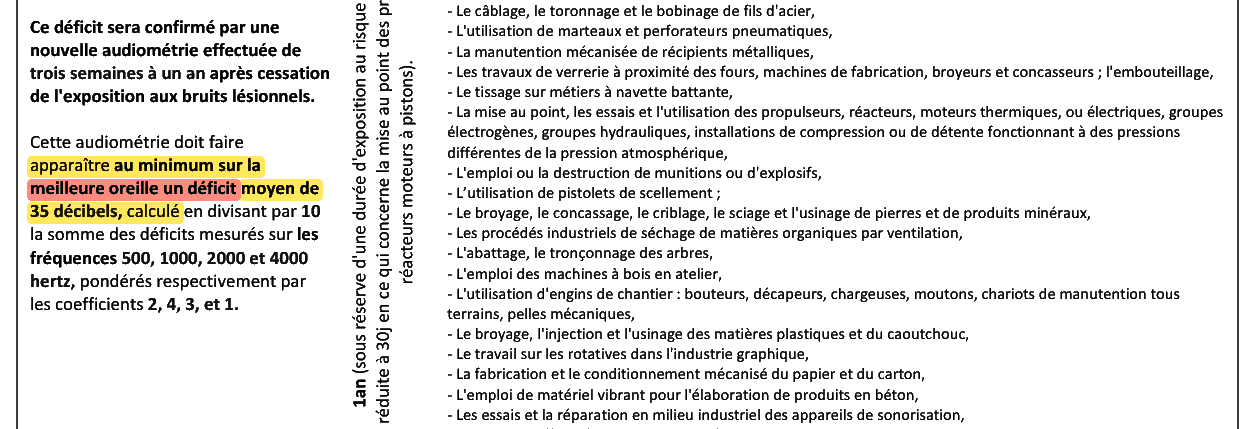 Ce déficit sera confirmé par une
nouvelle audiométrie effectuée de
trois semaines à un an après cessation
de l'exposition aux bruits lésionnels.
Cette audiométrie doit faire
apparaître au minimum sur la
meilleure oreille un déficit moyen de
35 décibels, calculé en divisant par 10
la somme des déficits mesurés sur les
fréquences 500, 1000, 2000 et 4000
hertz, pondérés respectivement par
les coefficients 2, 4, 3, et 1.
1an (sous réserve d'une durée d'exposition au risque
réduite à 30j en ce qui concerne la mise au point des pr
réacteurs moteurs à pistons).
- Le câblage, le toronnage et le bobinage de fils d'acier,
- L'utilisation de marteaux et perforateurs pneumatiques,
- La manutention mécanisée de récipients métalliques,
- Les travaux de verrerie à proximité des fours, machines de fabrication, broyeurs et concasseurs ; l'embouteillage,
- Le tissage sur métiers à navette battante,
- La mise au point, les essais et l'utilisation des propulseurs, réacteurs, moteurs thermiques, ou électriques, groupes
électrogènes, groupes hydrauliques, installations de compression ou de détente fonctionnant à des pressions
différentes de la pression atmosphérique,
- L'emploi ou la destruction de munitions ou d'explosifs,
- L’utilisation de pistolets de scellement ;
- Le broyage, le concassage, le criblage, le sciage et l'usinage de pierres et de produits minéraux,
- Les procédés industriels de séchage de matières organiques par ventilation,
- L'abattage, le tronçonnage des arbres,
- L'emploi des machines à bois en atelier,
- L'utilisation d'engins de chantier : bouteurs, décapeurs, chargeuses, moutons, chariots de manutention tous
terrains, pelles mécaniques,
- Le broyage, l'injection et l'usinage des matières plastiques et du caoutchouc,
- Le travail sur les rotatives dans l'industrie graphique,
- La fabrication et le conditionnement mécanisé du papier et du carton,
- L'emploi de matériel vibrant pour l'élaboration de produits en béton,
- Les essais et la réparation en milieu industriel des appareils de sonorisation,